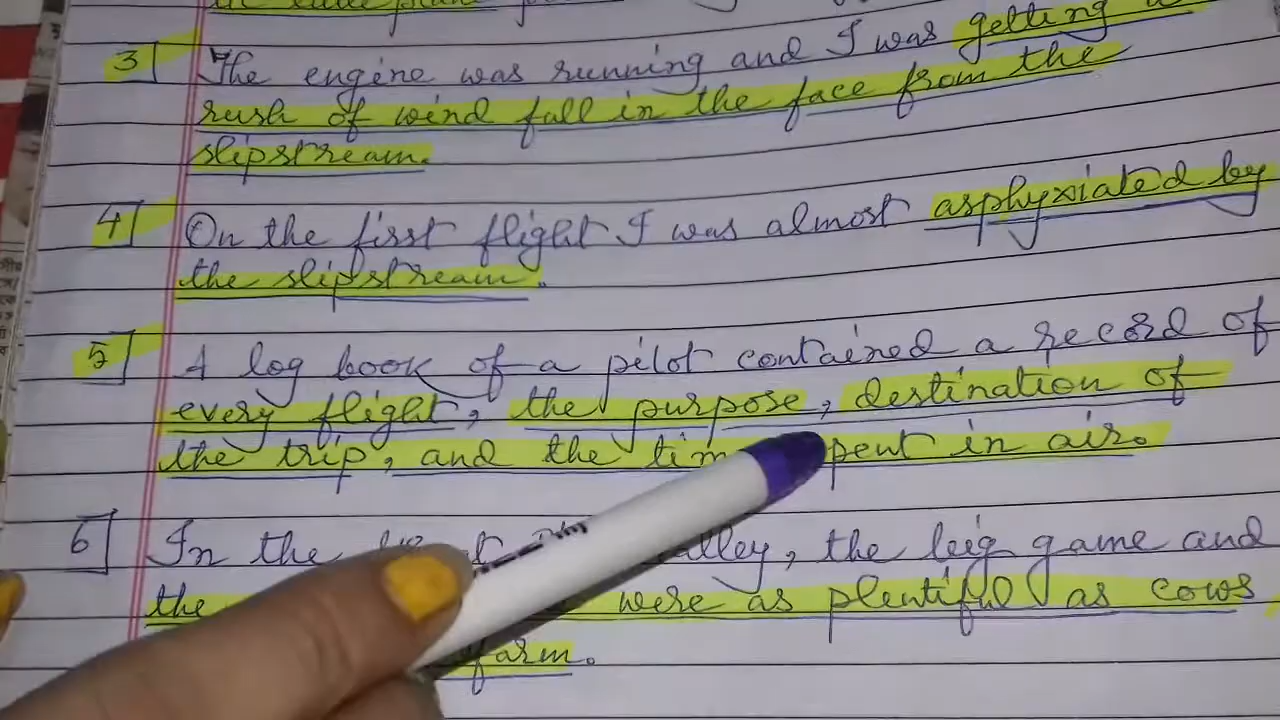 3 The engine was running and I was getting
rush of wind full in the face from the
slipstream.
4 On the first flight I was almost asphyxiated by
the slipstream.
5 A log book of a pilot contained a record of
every flight, the purpose, destination of
the trip, and the time spent in air.
6 In the Valley, the big game and
the were as plentiful as cows
farm.